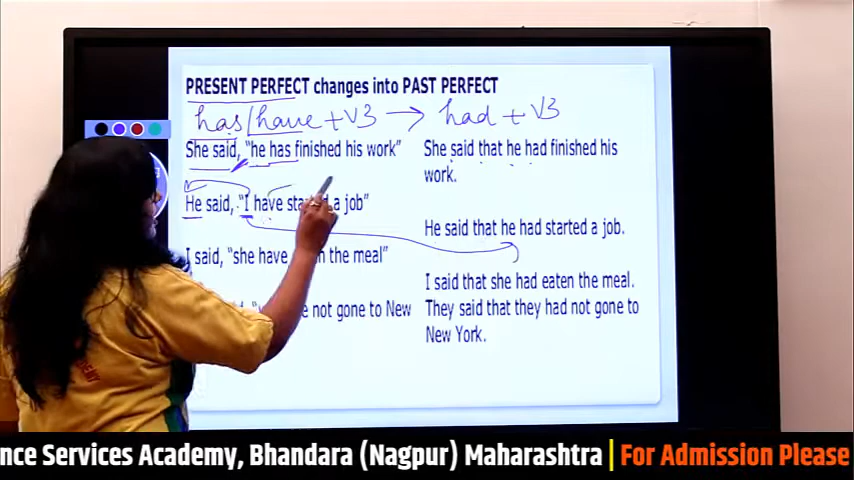 PRESENT PERFECT changes into PAST PERFECT
has/have + V3 → had + V3
She said, "he has finished his work"
She said that he had finished his
work.
He said, "I have a job"
He said that he had started a job.
I said, "she have the meal"
I said that she had eaten the meal.
not gone to New
They said that they had not gone to
New York.
nce Services Academy, Bhandara (Nagpur) Maharashtra | For Admission Please